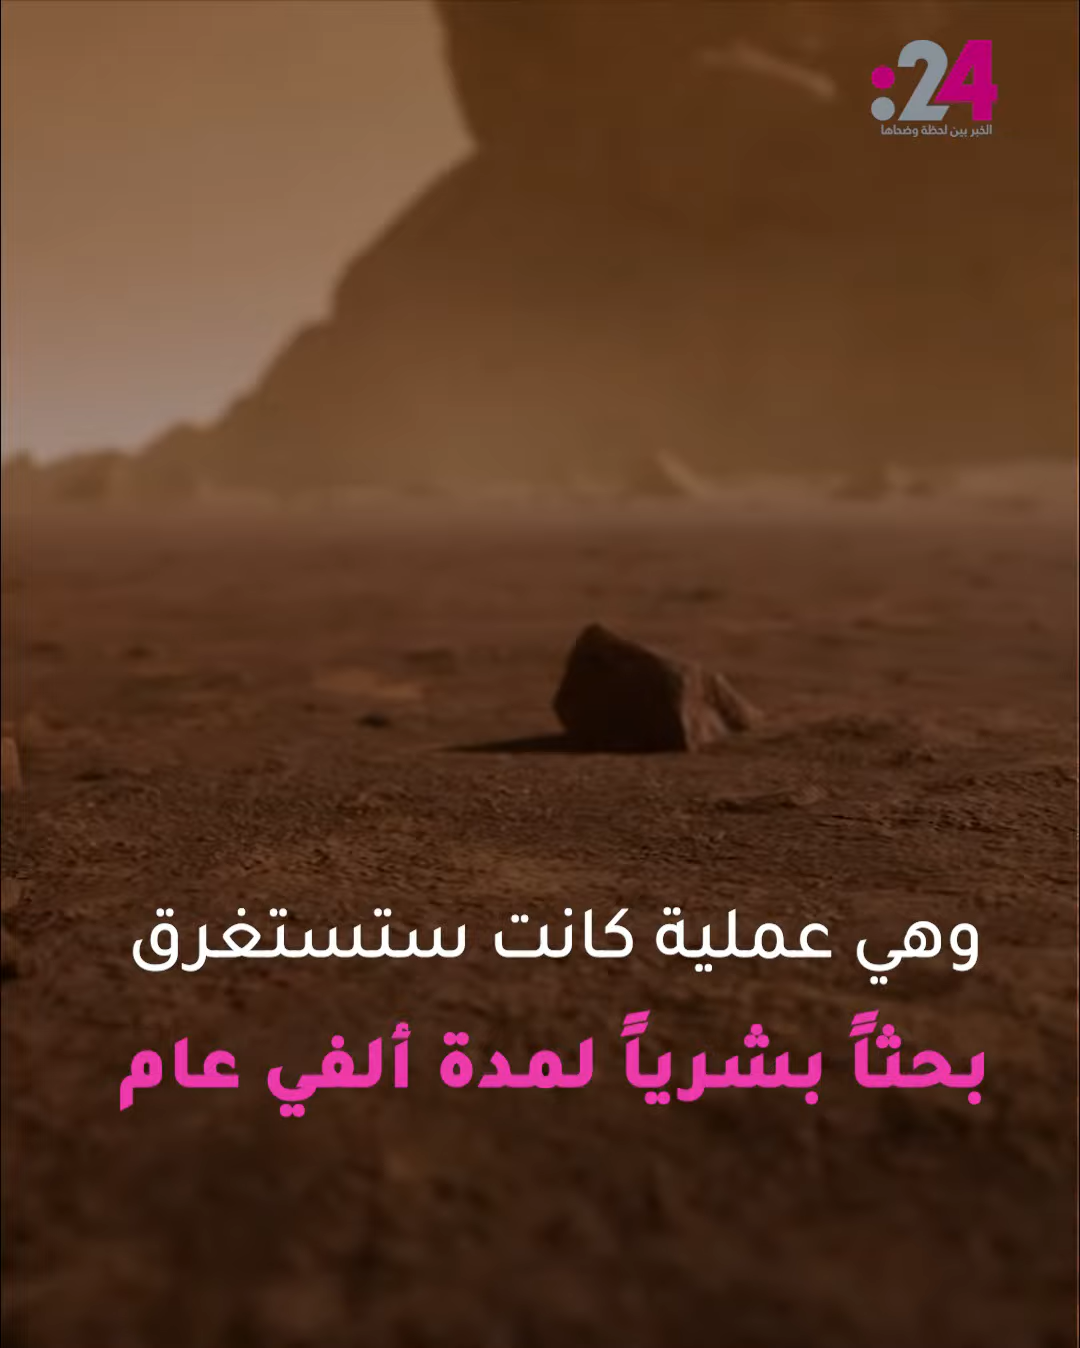 :24
الخبر بين لحظة وضحاها
وهي عملية كانت ستستغرق
بحثاً بشرياً لمدة ألفي عام